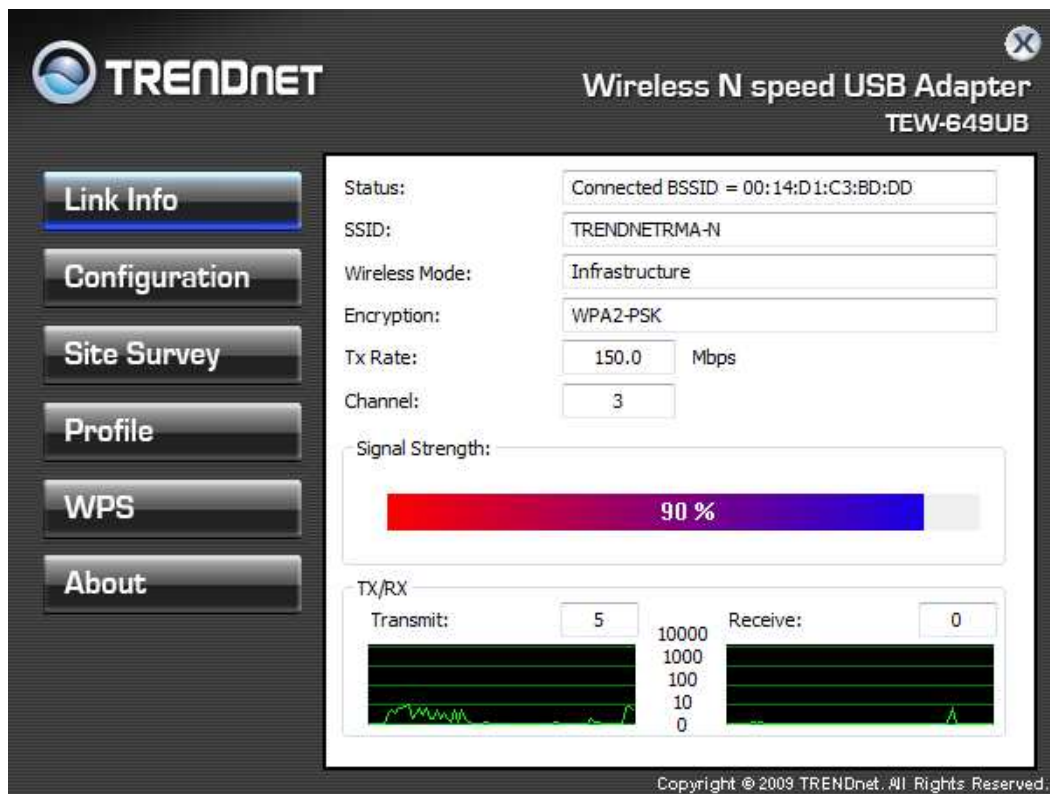 TRENDNET
Wireless N speed USB Adapter
TEW-649UB
Link Info
Configuration
Site Survey
Profile
WPS
About
Status: Connected BSSID = 00:14:D1:C3:BD:DD
SSID: TRENDNETRMA-N
Wireless Mode: Infrastructure
Encryption: WPA2-PSK
Tx Rate: 150.0 Mbps
Channel: 3
Signal Strength:
90 %
TX/RX
Transmit: 5
10000
1000
100
10
0
Receive: 0
Copyright © 2009 TRENDnet. All Rights Reserved.